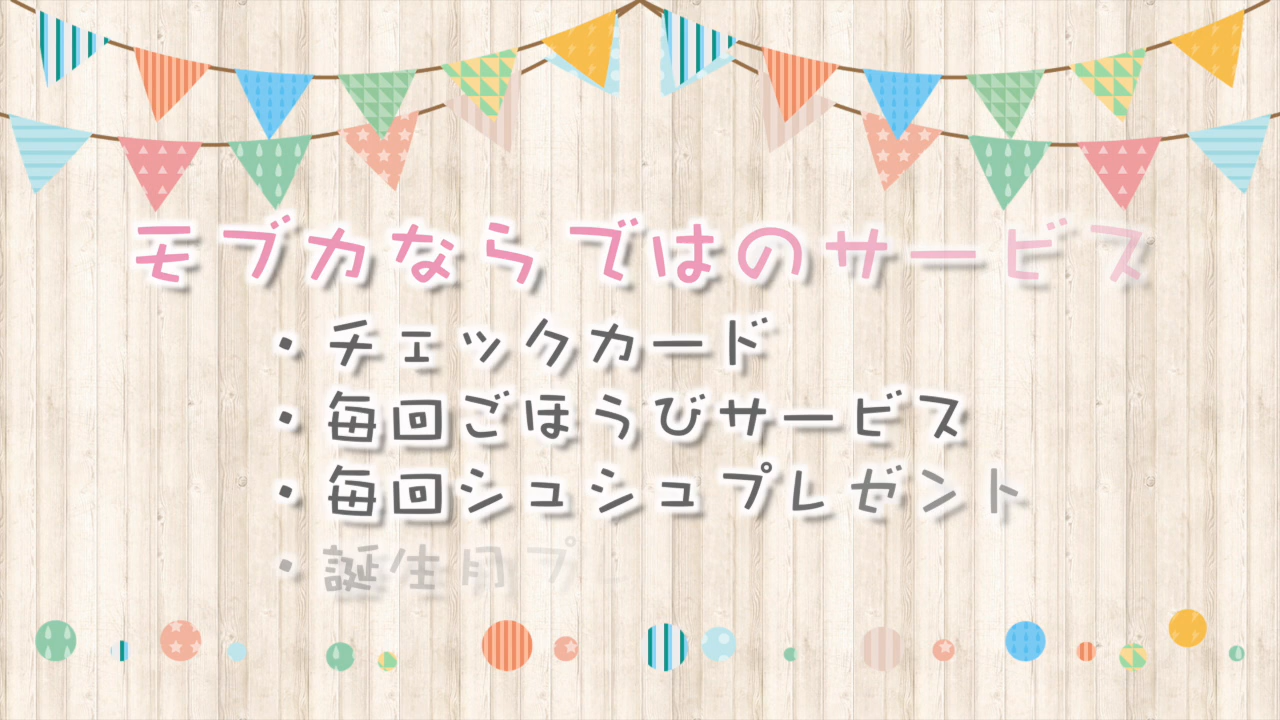 モブカならではのサービス
・チェックカード
・毎回ごほうびサービス
・毎回シュシュプレゼント
・誕生月プ